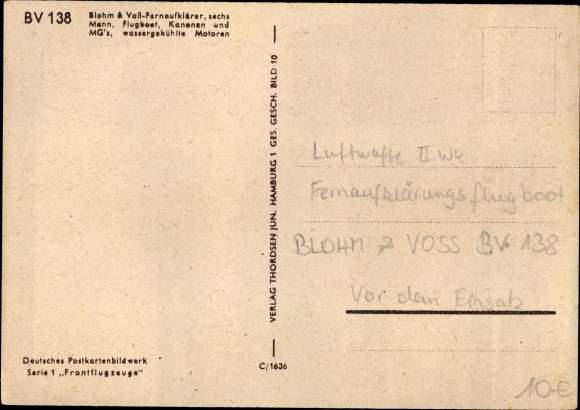 BV 138
Blohm & Voß-Fernaufklärer, sechs
Mann, Flugboot, Kanonen und
MG's, wassergekühlte Motoren
VERLAG THORDSEN JUN. HAMBURG 1 GES. GESCH. BILD 10
Luftwaffe II Wk
Fernaufklärungsflugboot
BLOHM & VOSS BV 138
Vor dem Einsatz
Deutsches Postkartenbildwerk
Serie 1 „Frontflugzeuge"
C/1636
10€